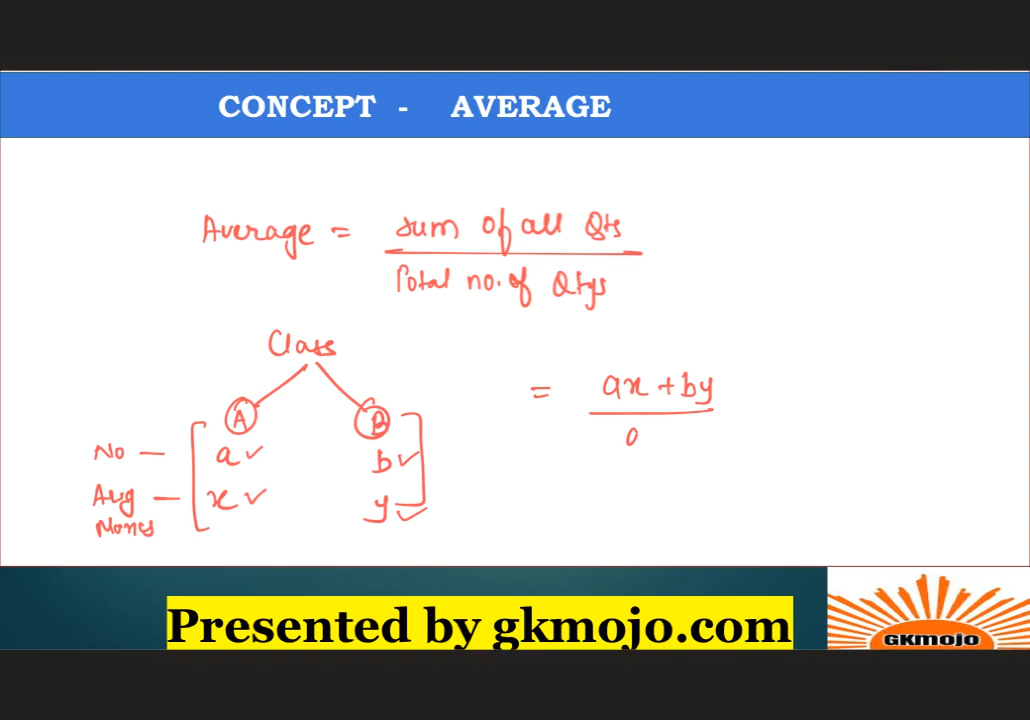 CONCEPT - AVERAGE
Average = sum of all Qts
Total no. of Qtys
Class
A B
No — a ✓ b ✓
Avg — x ✓ y ✓
= ax + by
Presented by gkmojo.com
GKmojo